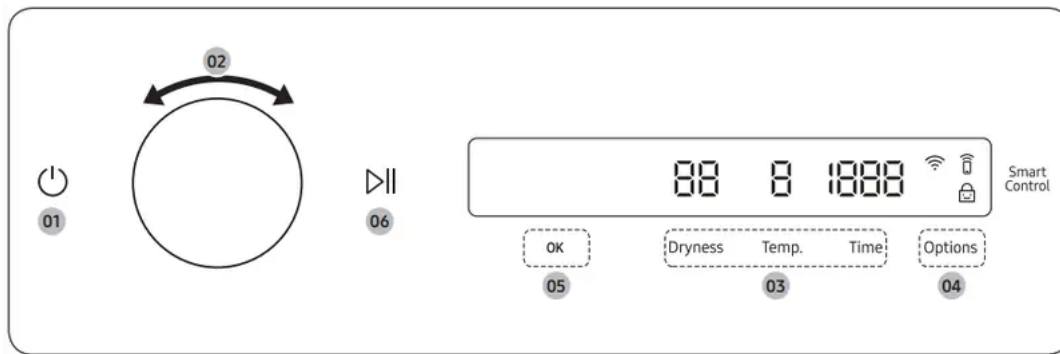 02
01
06
88 8 1888
Smart
Control
OK
Dryness Temp. Time
Options
05
03
04